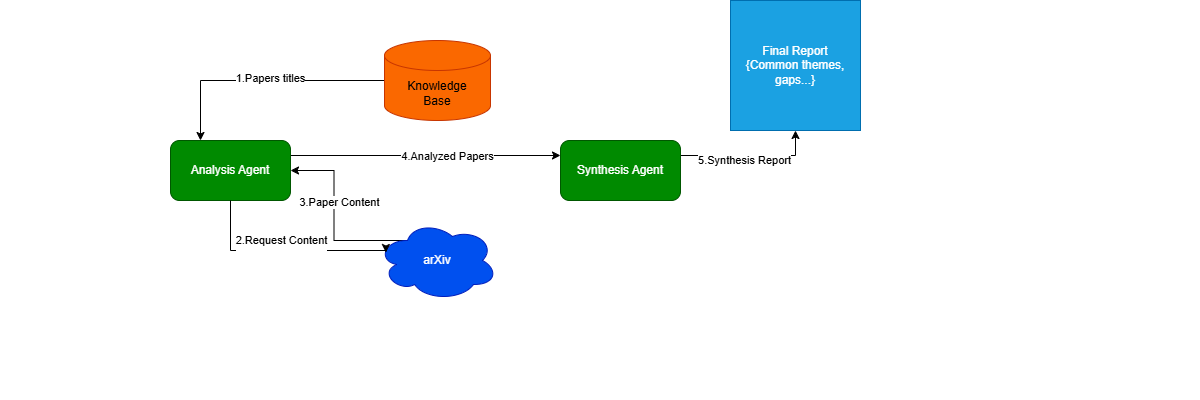 Final Report
{Common themes,
gaps...}
1.Papers titles
Knowledge
Base
4.Analyzed Papers
5.Synthesis Report
Analysis Agent
Synthesis Agent
3.Paper Content
2.Request Content
arXiv